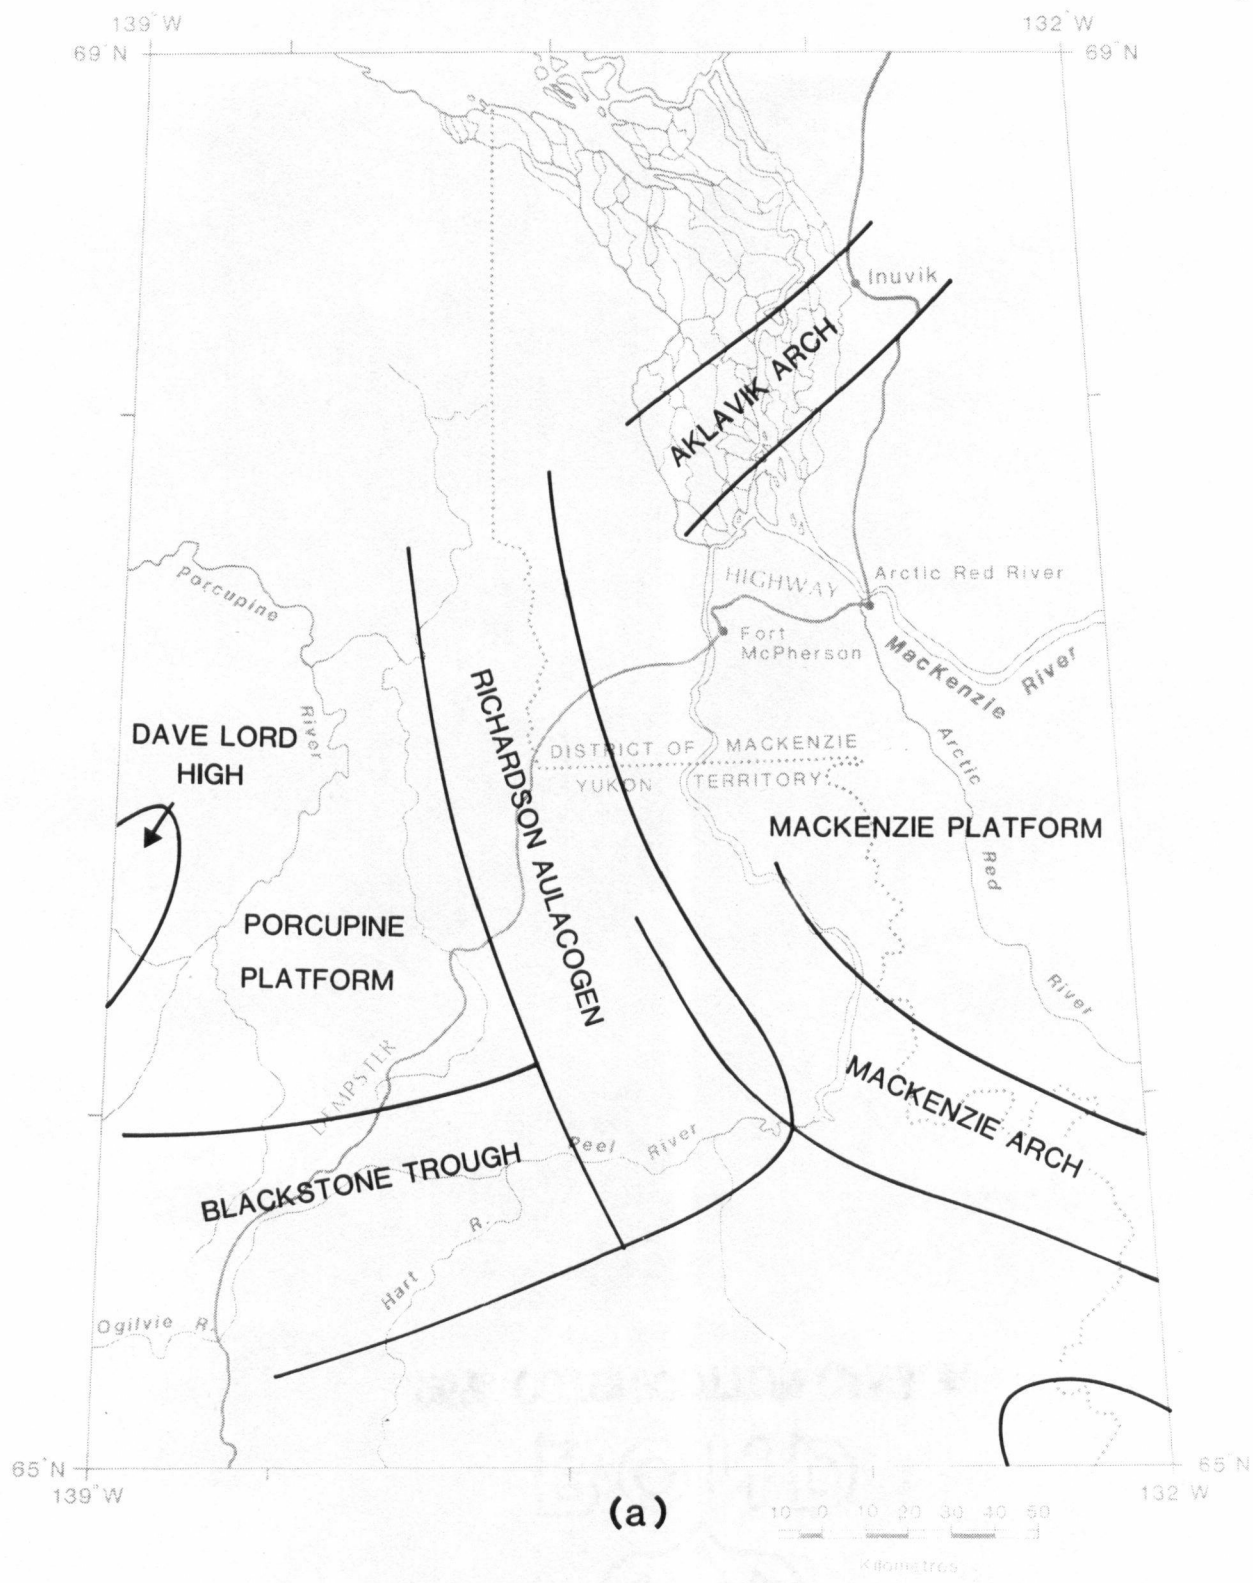 139°W
132°W
69°N
69°N
Inuvik
AKLAVIK ARCH
Porcupine
River
HIGHWAY
Arctic Red River
Fort
McPherson
MacKenzie River
RICHARDSON AULACOGEN
DAVE LORD
HIGH
DISTRICT OF MACKENZIE
YUKON TERRITORY
Arctic
Red
River
MACKENZIE PLATFORM
PORCUPINE
PLATFORM
DEMPSTER
MACKENZIE ARCH
BLACKSTONE TROUGH
Peel River
Hart R.
Ogilvie R.
65°N
139°W
65°N
132 W
(a)
10 0 10 20 30 40 50
Kilometres